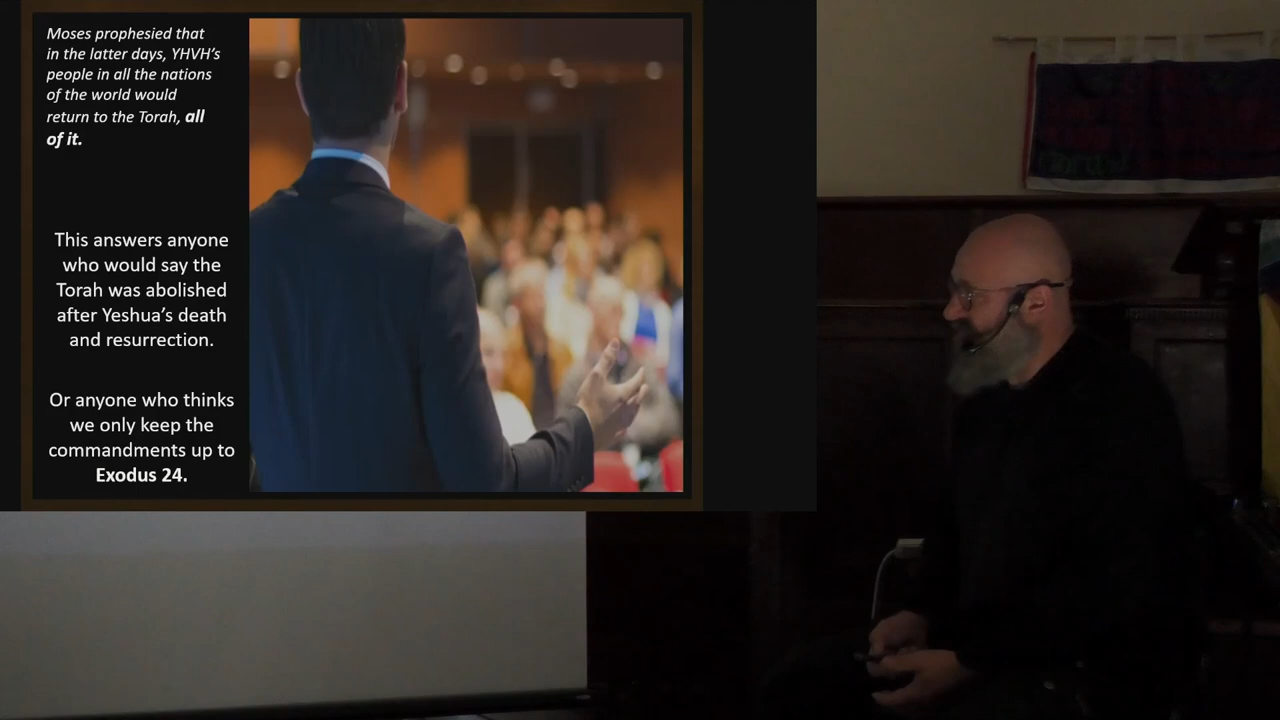 Moses prophesied that
in the latter days, YHVH's
people in all the nations
of the world would
return to the Torah, all
of it.
This answers anyone
who would say the
Torah was abolished
after Yeshua's death
and resurrection.
Or anyone who thinks
we only keep the
commandments up to
Exodus 24.